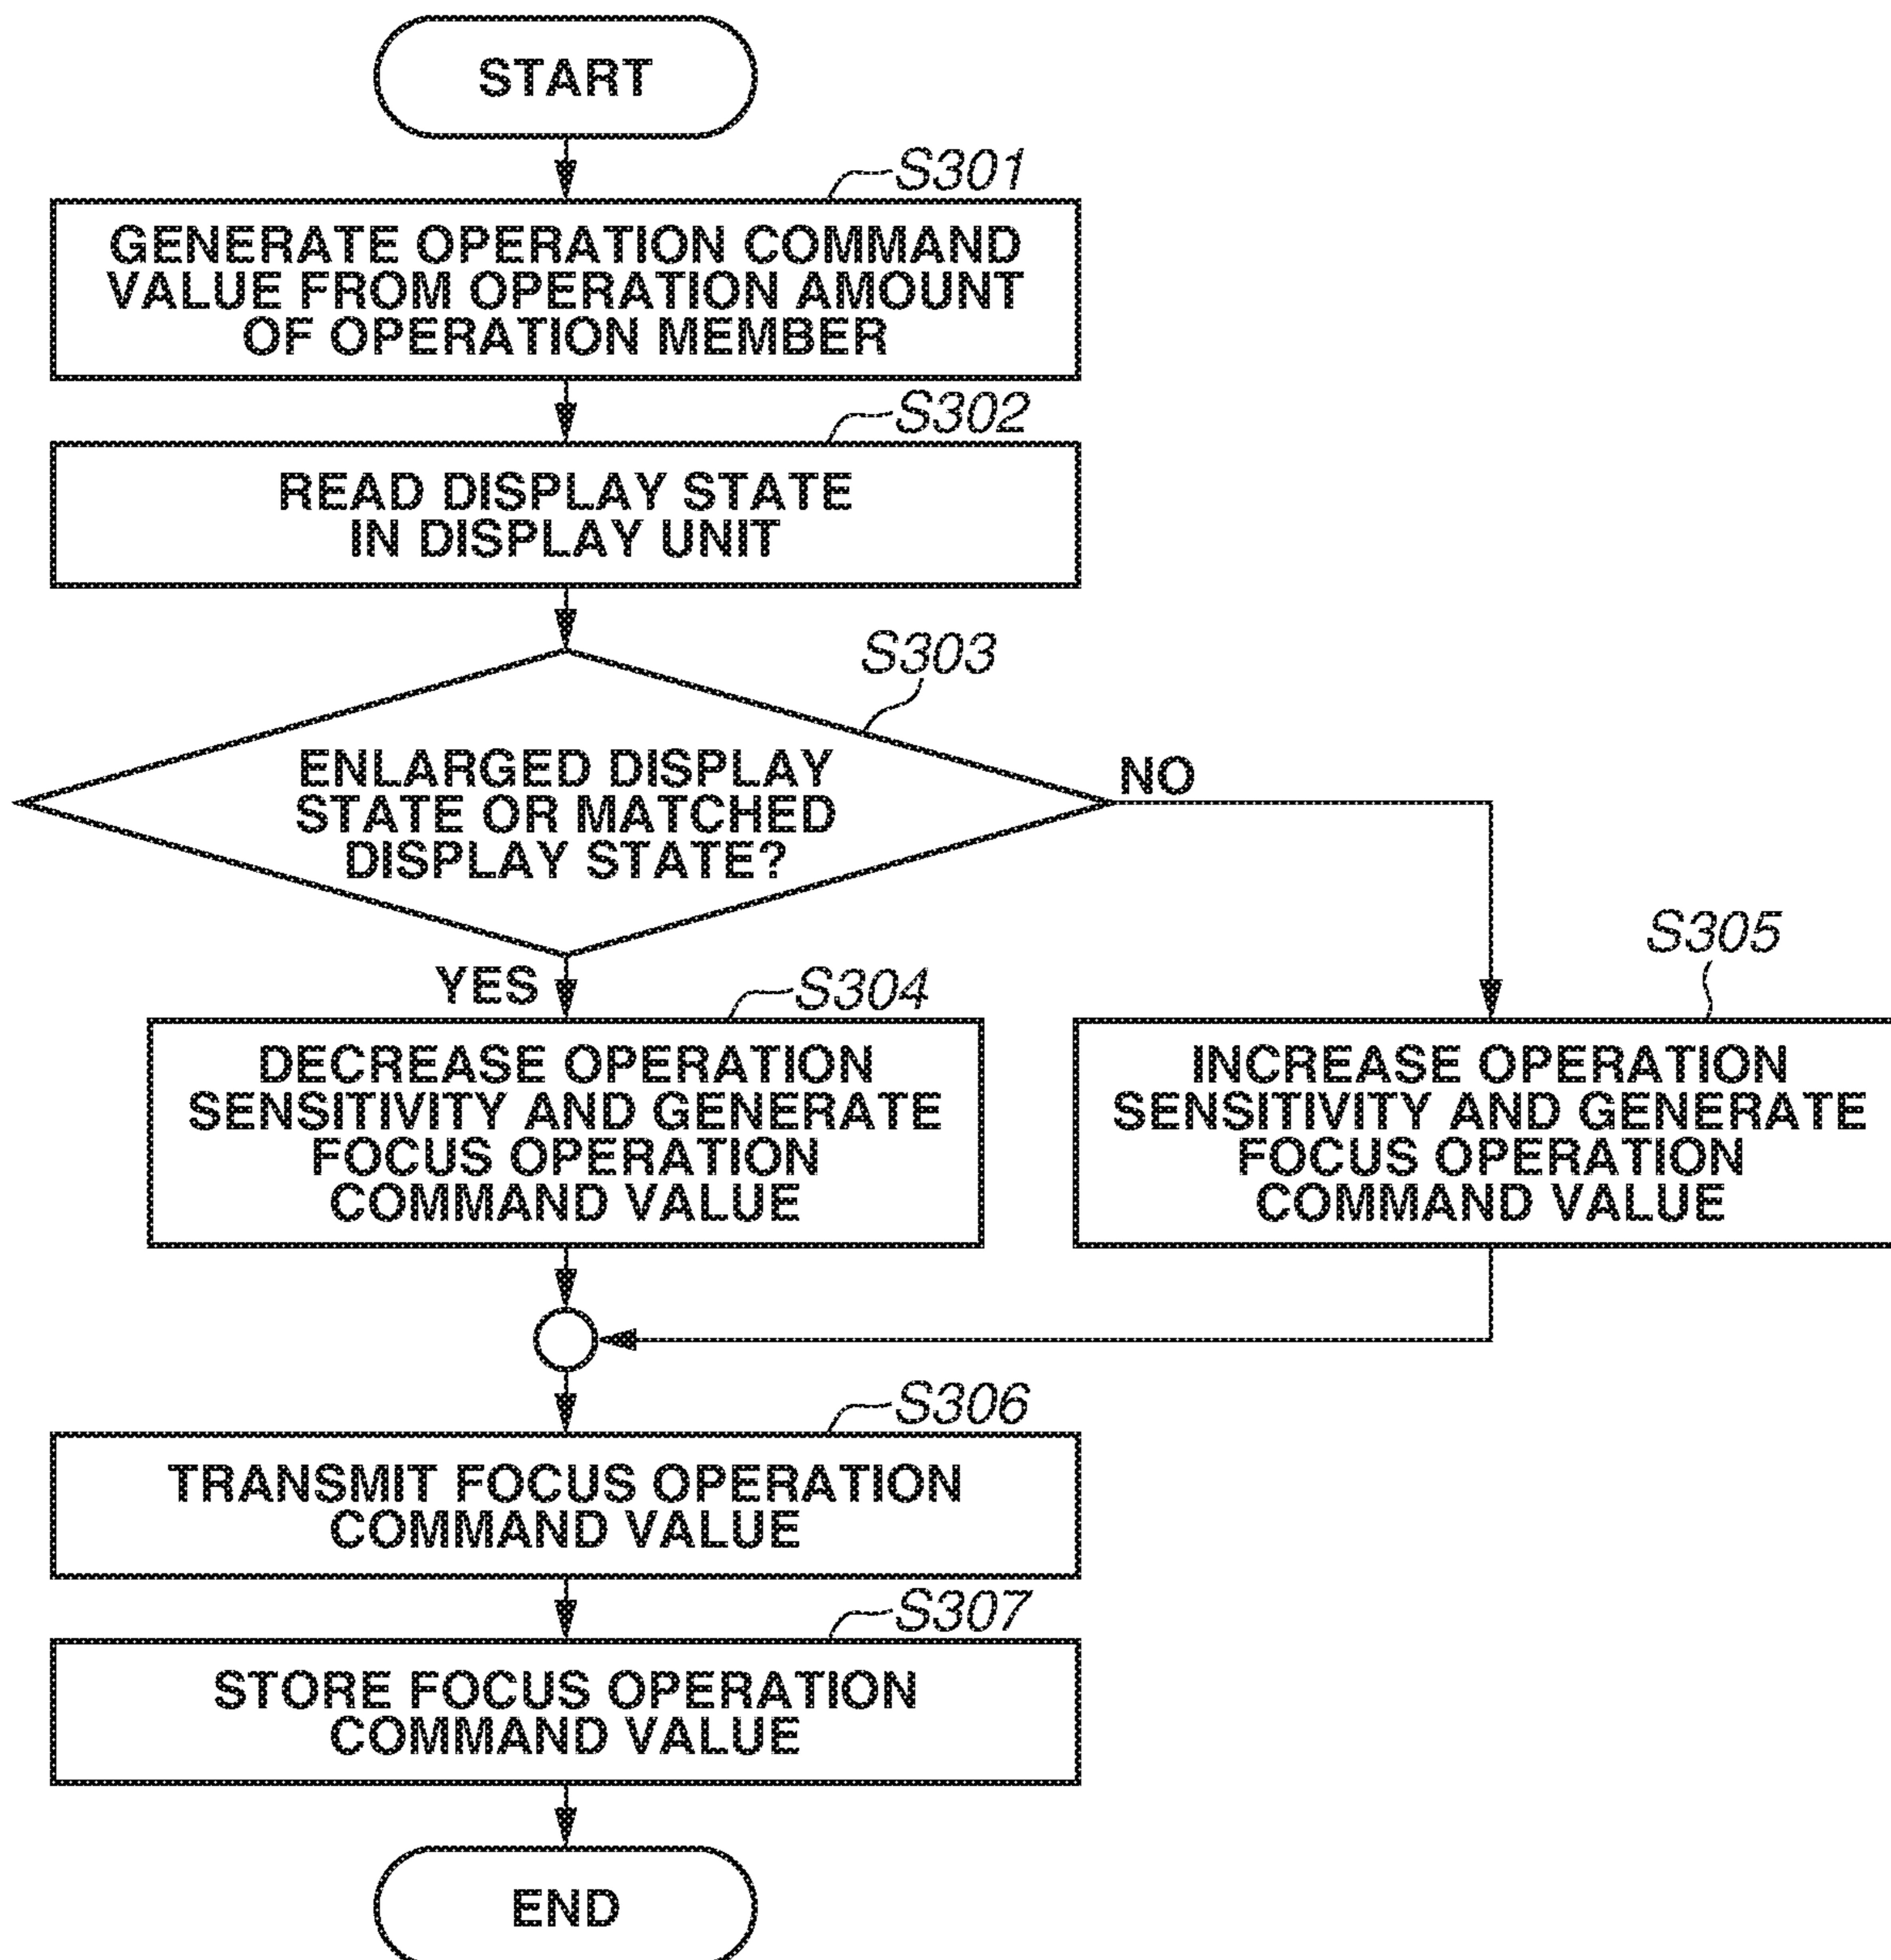 START
S301
GENERATE OPERATION COMMAND
VALUE FROM OPERATION AMOUNT
OF OPERATION MEMBER
S302
READ DISPLAY STATE
IN DISPLAY UNIT
S303
ENLARGED DISPLAY
STATE OR MATCHED
DISPLAY STATE?
NO
YES
S304
DECREASE OPERATION
SENSITIVITY AND GENERATE
FOCUS OPERATION
COMMAND VALUE
S305
INCREASE OPERATION
SENSITIVITY AND GENERATE
FOCUS OPERATION
COMMAND VALUE
S306
TRANSMIT FOCUS OPERATION
COMMAND VALUE
S307
STORE FOCUS OPERATION
COMMAND VALUE
END